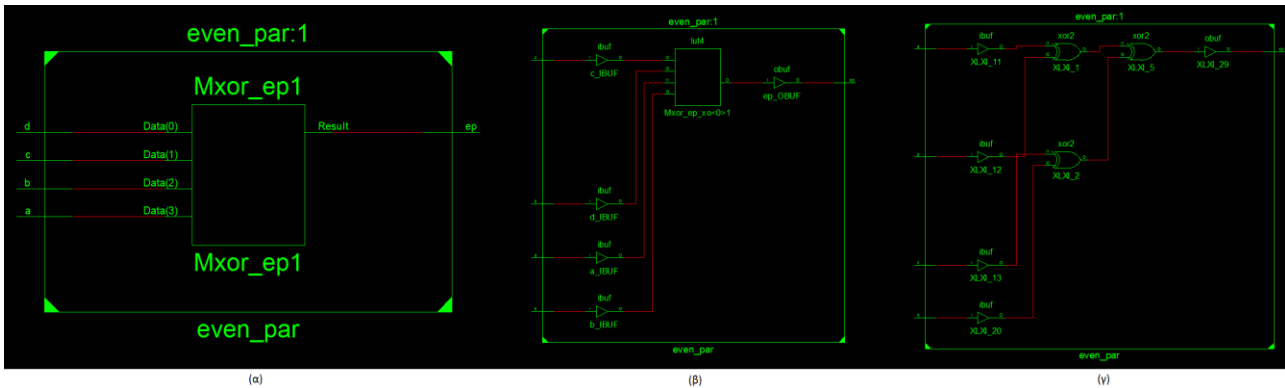 even_par:1
Mxor_ep1
d
Data(0)
Result
ep
c
Data(1)
b
Data(2)
a
Data(3)
Mxor_ep1
even_par
(α)
even_par:1
ibuf
c_IBUF
lut4
Mxor_ep_xo<0>1
obuf
ep_OBUF
ibuf
d_IBUF
ibuf
a_IBUF
ibuf
b_IBUF
even_par
(β)
even_par:1
ibuf
XLXI_11
xor2
XLXI_1
xor2
XLXI_5
obuf
XLXI_29
ibuf
XLXI_12
xor2
XLXI_2
ibuf
XLXI_13
ibuf
XLXI_20
even_par
(γ)